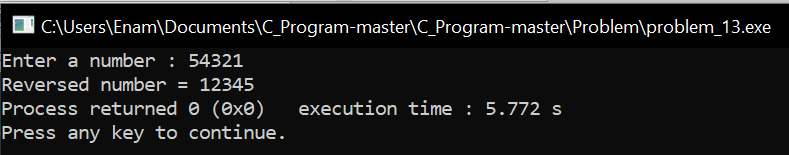 C:\Users\Enam\Documents\C_Program-master\C_Program-master\Problem\problem_13.exe
Enter a number : 54321
Reversed number = 12345
Process returned 0 (0x0)   execution time : 5.772 s
Press any key to continue.